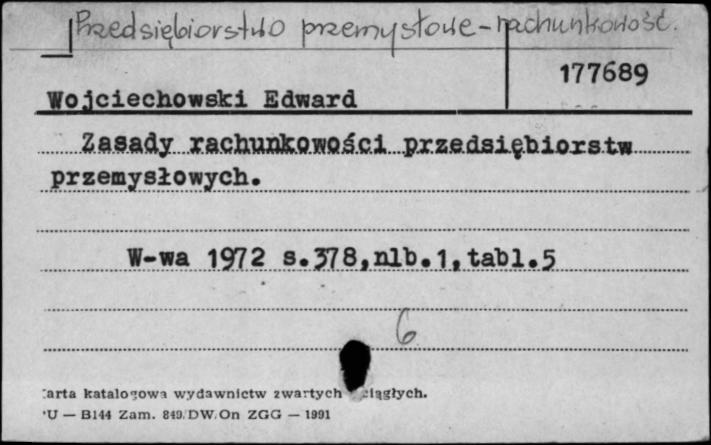 Przedsiębiorstwo przemysłowe-rachunkowość.
177689
Wojciechowski Edward
Zasady rachunkowości przedsiębiorstw
przemysłowych.
W-wa 1972 s.378,nlb.1,tabl.5
6
arta katalogowa wydawnictw zwartych ciągłych.
U — B144 Zam. 849/DW/On ZGG — 1991